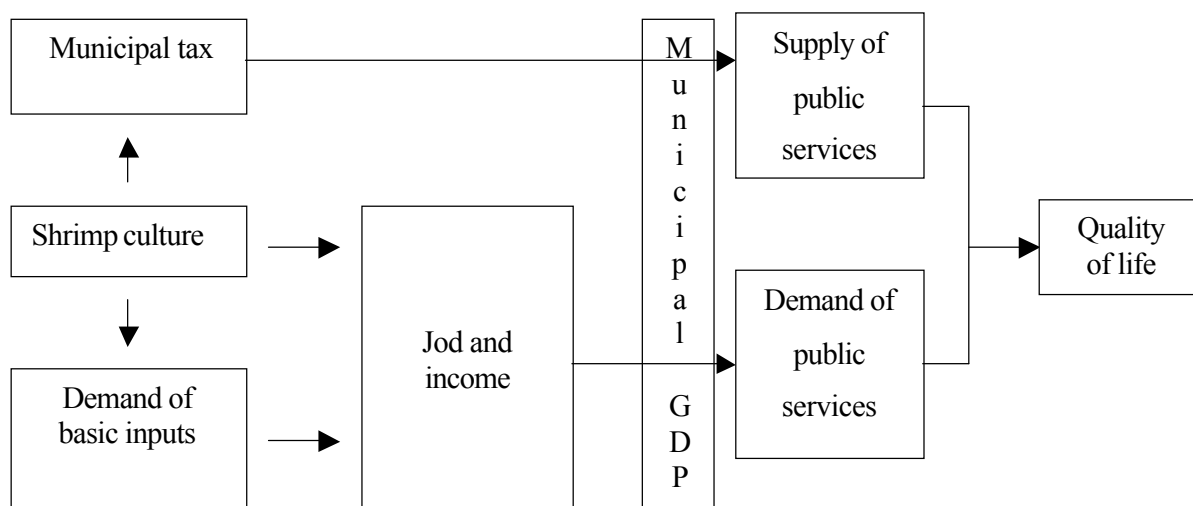 Municipal tax
Shrimp culture
Demand of
basic inputs
Jod and
income
M
u
n
i
c
i
p
a
l
G
D
P
Supply of
public
services
Demand of
public
services
Quality
of life